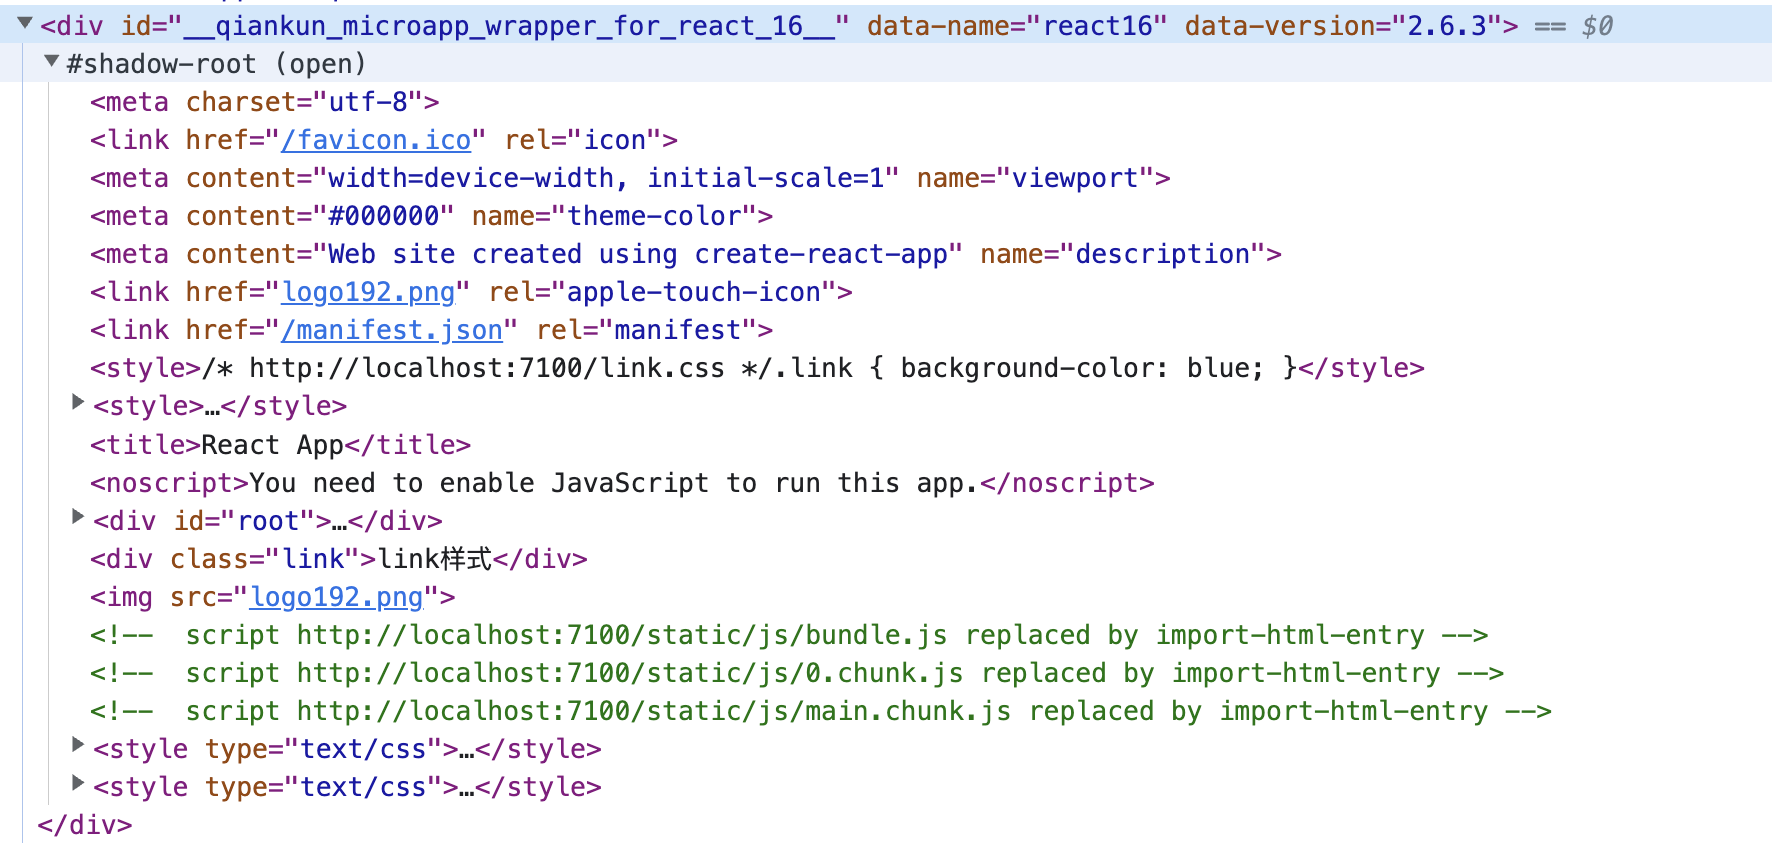 <div id="__qiankun_microapp_wrapper_for_react_16__" data-name="react16" data-version="2.6.3"> == $0
#shadow-root (open)
<meta charset="utf-8">
<link href="/favicon.ico" rel="icon">
<meta content="width=device-width, initial-scale=1" name="viewport">
<meta content="#000000" name="theme-color">
<meta content="Web site created using create-react-app" name="description">
<link href="logo192.png" rel="apple-touch-icon">
<link href="/manifest.json" rel="manifest">
<style>/* http://localhost:7100/link.css */.link { background-color: blue; }</style>
<style>…</style>
<title>React App</title>
<noscript>You need to enable JavaScript to run this app.</noscript>
<div id="root">…</div>
<div class="link">link样式</div>
<img src="logo192.png">
<!--  script http://localhost:7100/static/js/bundle.js replaced by import-html-entry -->
<!--  script http://localhost:7100/static/js/0.chunk.js replaced by import-html-entry -->
<!--  script http://localhost:7100/static/js/main.chunk.js replaced by import-html-entry -->
<style type="text/css">…</style>
<style type="text/css">…</style>
</div>